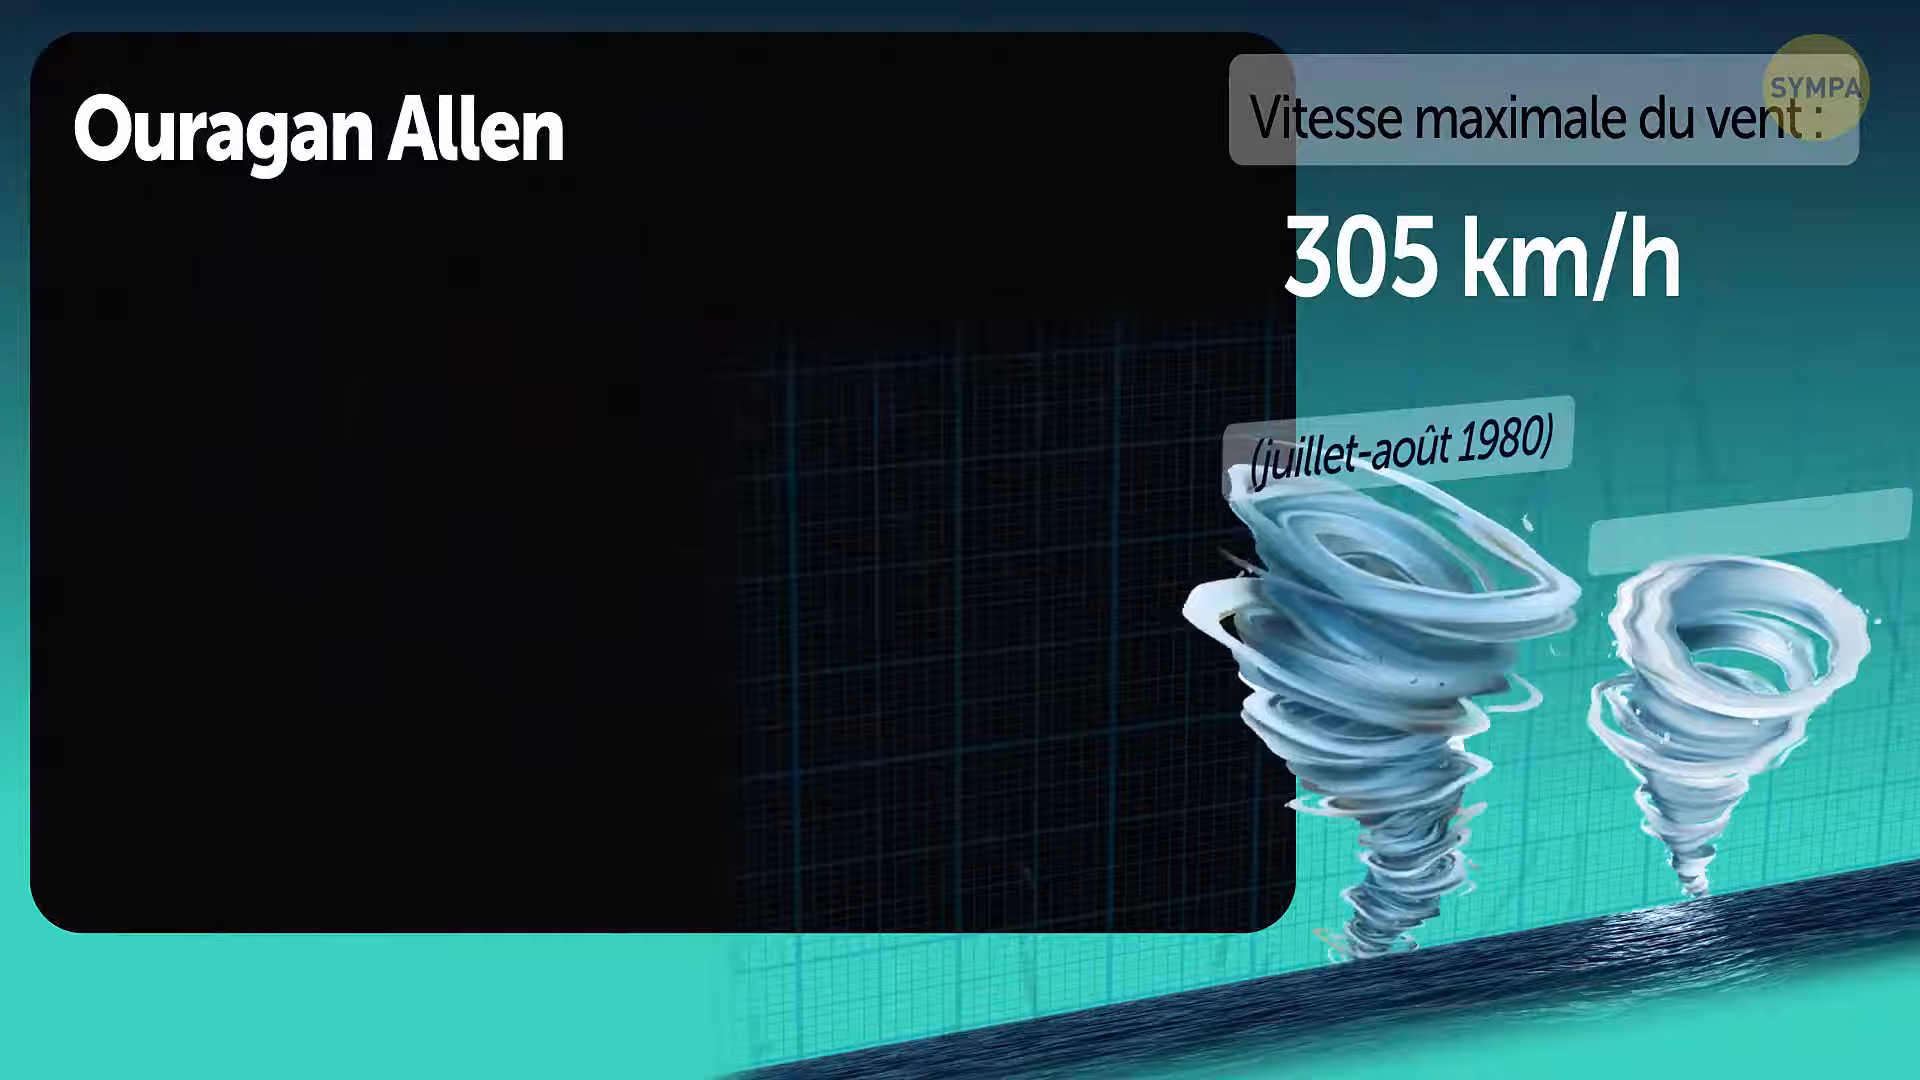 Ouragan Allen
SYMPA
Vitesse maximale du vent :
305 km/h
(juillet-août 1980)